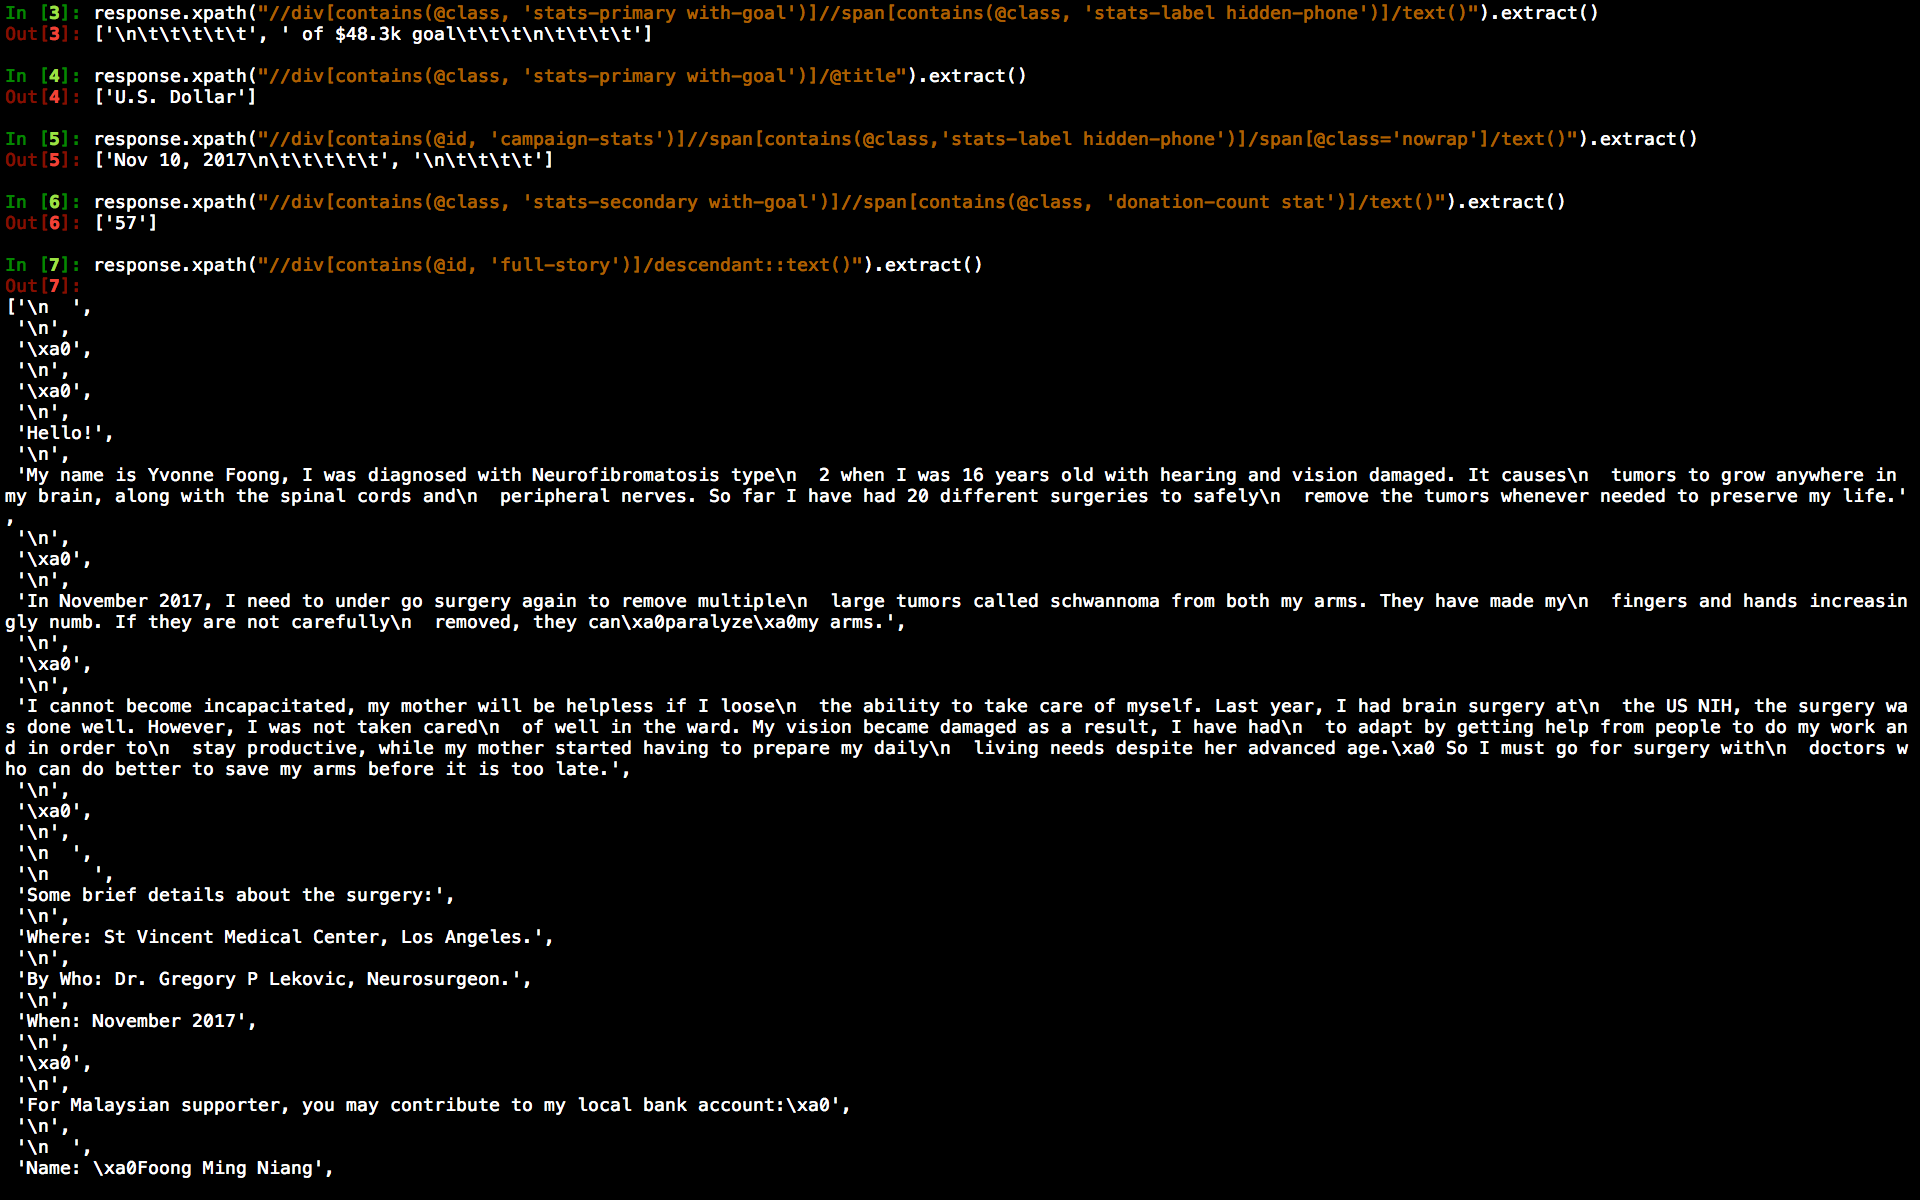 In [3]: response.xpath("//div[contains(@class, 'stats-primary with-goal')]//span[contains(@class, 'stats-label hidden-phone')]/text()").extract()
Out[3]: ['\n\t\t\t\t\t', ' of $48.3k goal\t\t\t\n\t\t\t\t']
In [4]: response.xpath("//div[contains(@class, 'stats-primary with-goal')]/@title").extract()
Out[4]: ['U.S. Dollar']
In [5]: response.xpath("//div[contains(@id, 'campaign-stats')]//span[contains(@class,'stats-label hidden-phone')]/span[@class='nowrap']/text()").extract()
Out[5]: ['Nov 10, 2017\n\t\t\t\t\t', '\n\t\t\t\t']
In [6]: response.xpath("//div[contains(@class, 'stats-secondary with-goal')]//span[contains(@class, 'donation-count stat')]/text()").extract()
Out[6]: ['57']
In [7]: response.xpath("//div[contains(@id, 'full-story')]/descendant::text()").extract()
Out[7]:
['\n  ',
 '\n',
 '\xa0',
 '\n',
 '\xa0',
 '\n',
 'Hello!',
 '\n',
 'My name is Yvonne Foong, I was diagnosed with Neurofibromatosis type\n  2 when I was 16 years old with hearing and vision damaged. It causes\n  tumors to grow anywhere in
my brain, along with the spinal cords and\n  peripheral nerves. So far I have had 20 different surgeries to safely\n  remove the tumors whenever needed to preserve my life.'
,
 '\n',
 '\xa0',
 '\n',
 'In November 2017, I need to under go surgery again to remove multiple\n  large tumors called schwannoma from both my arms. They have made my\n  fingers and hands increasin
gly numb. If they are not carefully\n  removed, they can\xa0paralyze\xa0my arms.',
 '\n',
 '\xa0',
 '\n',
 'I cannot become incapacitated, my mother will be helpless if I loose\n  the ability to take care of myself. Last year, I had brain surgery at\n  the US NIH, the surgery wa
s done well. However, I was not taken cared\n  of well in the ward. My vision became damaged as a result, I have had\n  to adapt by getting help from people to do my work an
d in order to\n  stay productive, while my mother started having to prepare my daily\n  living needs despite her advanced age.\xa0 So I must go for surgery with\n  doctors w
ho can do better to save my arms before it is too late.',
 '\n',
 '\xa0',
 '\n',
 '\n  ',
 '\n    ',
 'Some brief details about the surgery:',
 '\n',
 'Where: St Vincent Medical Center, Los Angeles.',
 '\n',
 'By Who: Dr. Gregory P Lekovic, Neurosurgeon.',
 '\n',
 'When: November 2017',
 '\n',
 '\xa0',
 '\n',
 'For Malaysian supporter, you may contribute to my local bank account:\xa0',
 '\n',
 '\n  ',
 'Name: \xa0Foong Ming Niang',